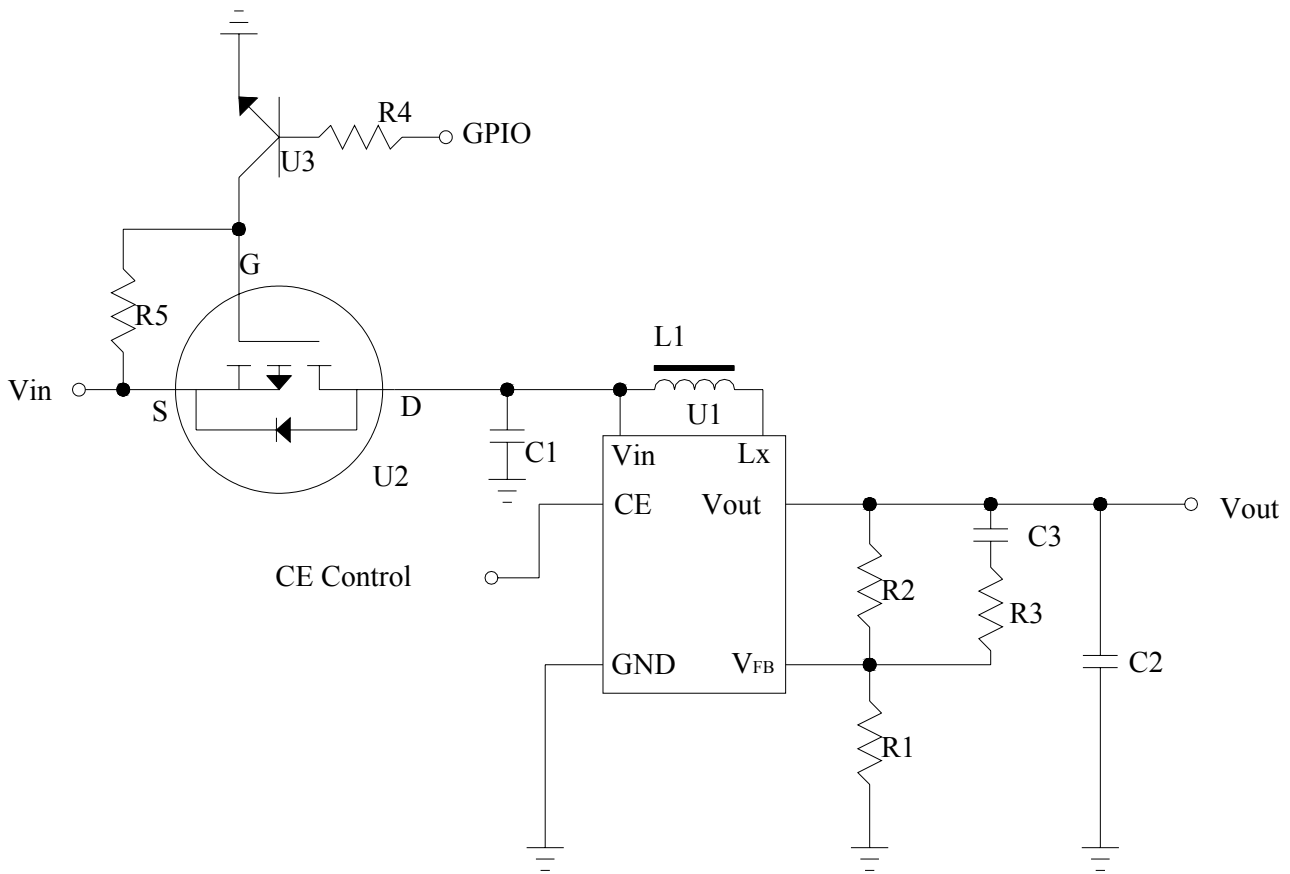 R4
GPIO
U3
G
R5
L1
Vin
S
D
U1
C1
Vin
Lx
U2
CE
Vout
Vout
C3
CE Control
R2
R3
GND
VFB
C2
R1